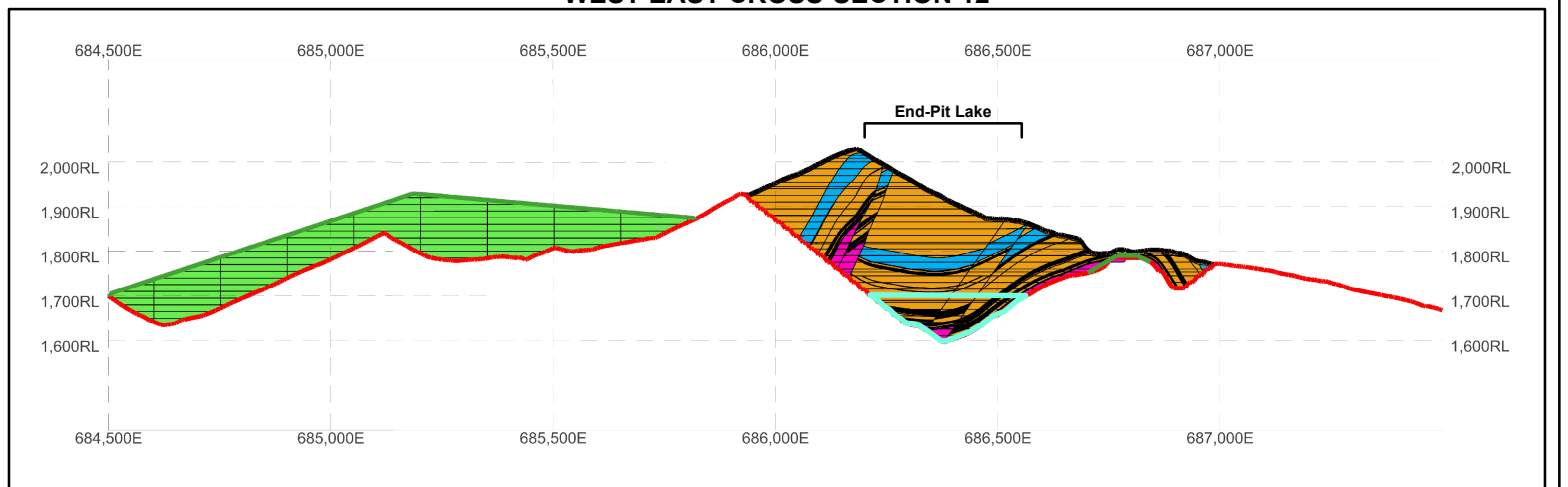 684,500E 685,000E 685,500E 686,000E 686,500E 687,000E
End-Pit Lake
2,000RL 2,000RL
1,900RL 1,900RL
1,800RL 1,800RL
1,700RL 1,700RL
1,600RL 1,600RL
684,500E 685,000E 685,500E 686,000E 686,500E 687,000E